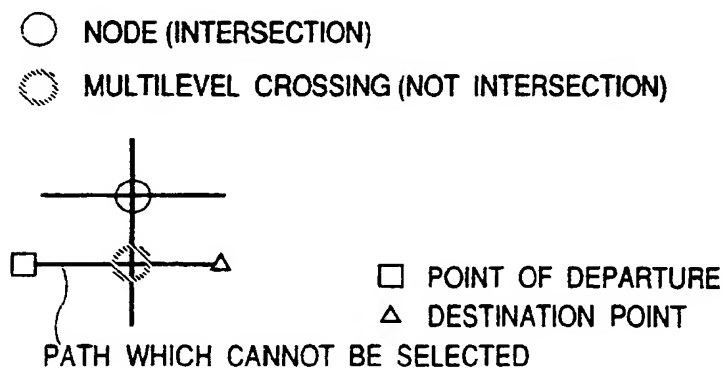 NODE (INTERSECTION)
MULTILEVEL CROSSING (NOT INTERSECTION)
POINT OF DEPARTURE
DESTINATION POINT
PATH WHICH CANNOT BE SELECTED